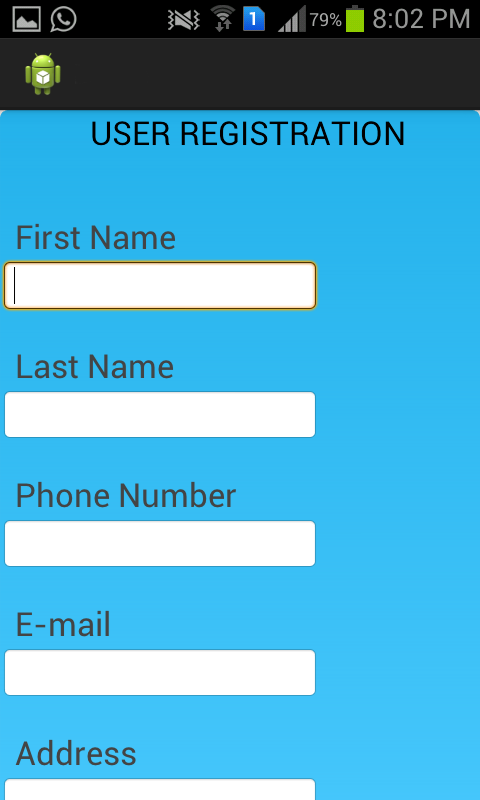 1 79% 8:02 PM
USER REGISTRATION
First Name
Last Name
Phone Number
E-mail
Address